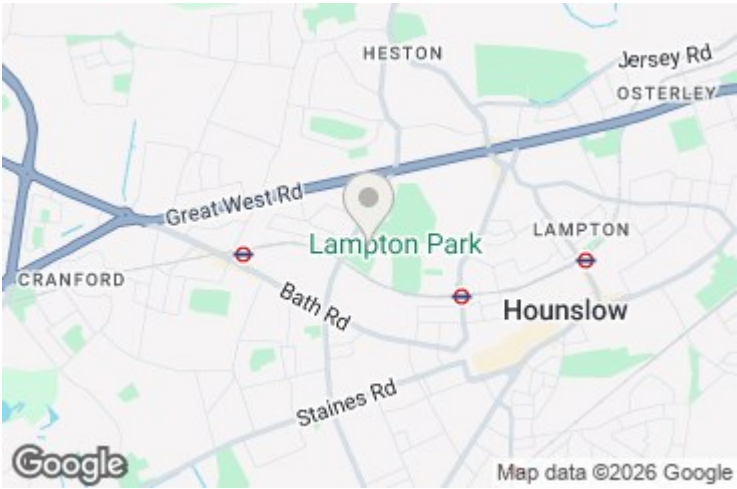 HESTON
Jersey Rd
OSTERLEY
Great West Rd
Lampton Park
LAMPTON
CRANFORD
Bath Rd
Hounslow
Staines Rd
Google
Map data ©2026 Google